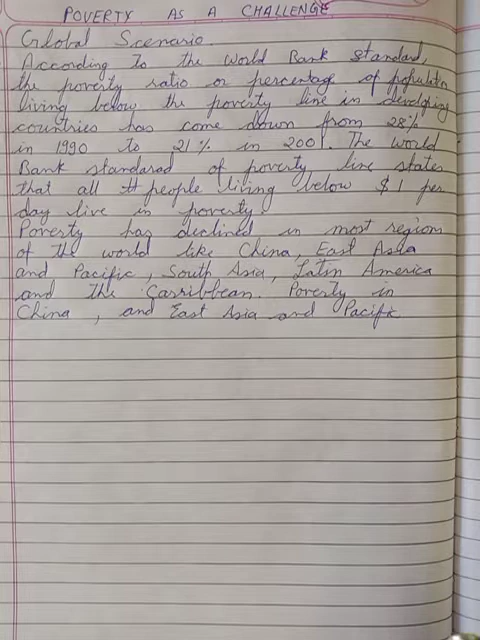 POVERTY AS A CHALLENGE
Global Scenario.
According to the World Bank standard,
the poverty ratio or percentage of populatn
living below the poverty line in developing
countries has come down from 28%
in 1990 to 21% in 2001. The world
Bank standarad of poverty line states
that all people living below $1 per
day live in poverty.
Poverty has declined in most region
of the world like China, East Asia
and Pacific, South Asia, Latin America
and The Carribbean. Poverty in
China, and East Asia and Pacific